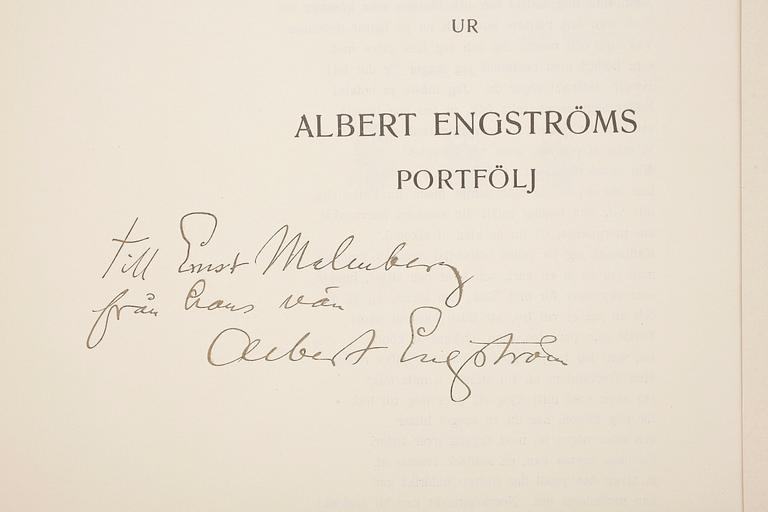 UR
ALBERT ENGSTRÖMS
PORTFÖLJ
till Ernst Malmberg
från hans vän
Albert Engström